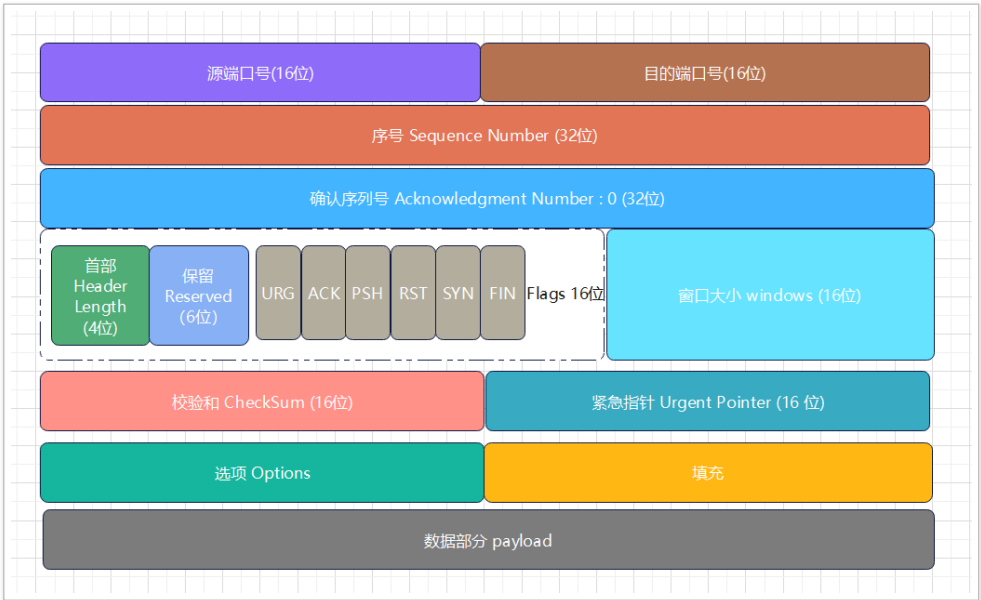 源端口号(16位)
目的端口号(16位)
序号 Sequence Number (32位)
确认序列号 Acknowledgment Number : 0 (32位)
首部
Header
Length
(4位)
保留
Reserved
(6位)
URG
ACK
PSH
RST
SYN
FIN
Flags 16位
窗口大小 windows (16位)
校验和 CheckSum (16位)
紧急指针 Urgent Pointer (16 位)
选项 Options
填充
数据部分 payload